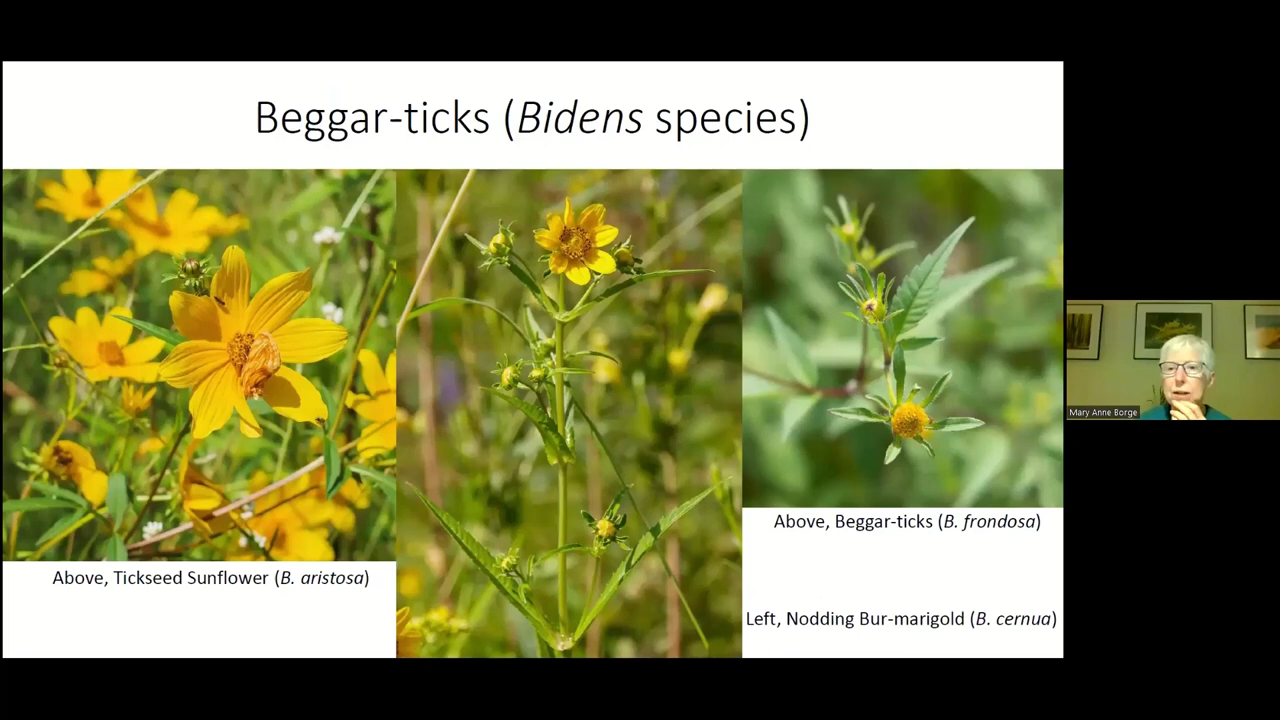 Beggar-ticks (Bidens species)
Above, Tickseed Sunflower (B. aristosa)
Above, Beggar-ticks (B. frondosa)
Left, Nodding Bur-marigold (B. cernua)
Mary Anne Borge